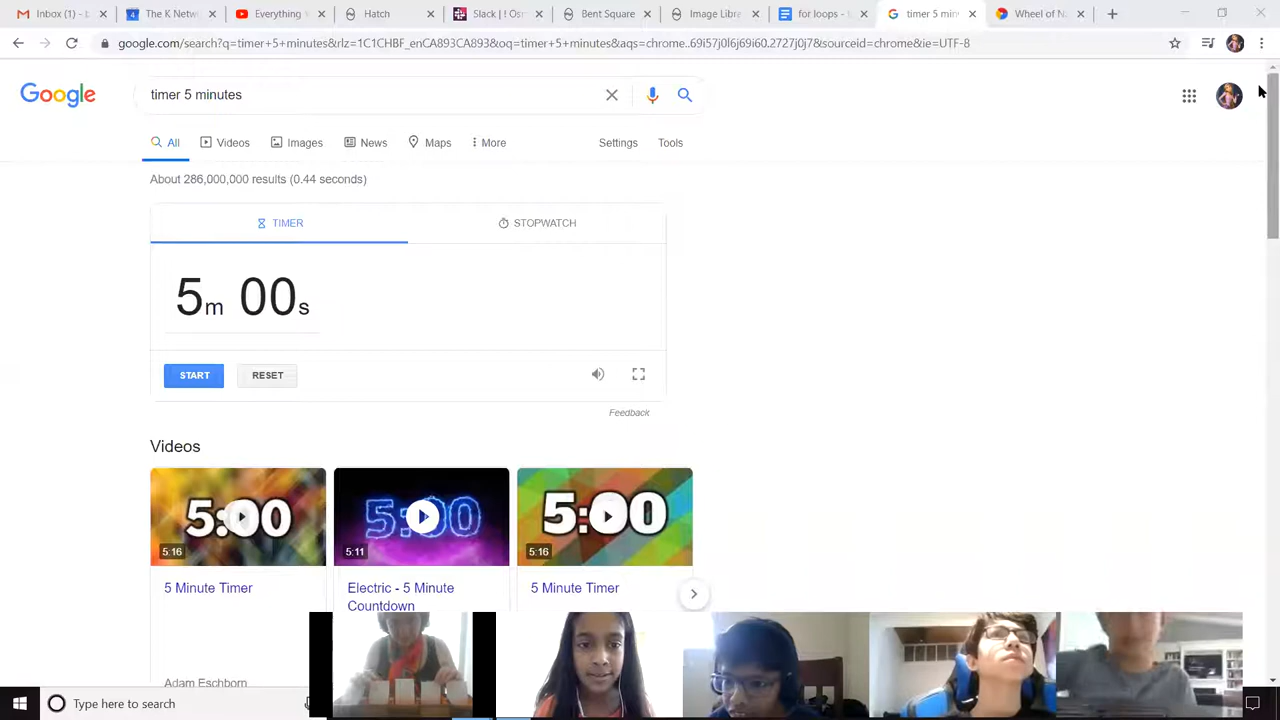 Inbox (1) -
The K Netw
Everything
Hatch
Slack | ! Os
Bent Square
Image Libra
for loops - L
timer 5 minu
Wheel of Na
google.com/search?q=timer+5+minutes&rlz=1C1CHBF_enCA893CA893&oq=timer+5+minutes&aqs=chrome..69i57j0l6j69i60.2727j0j7&sourceid=chrome&ie=UTF-8
Google
timer 5 minutes
All
Videos
Images
News
Maps
More
Settings
Tools
About 286,000,000 results (0.44 seconds)
TIMER
STOPWATCH
5m 00s
START
RESET
Feedback
Videos
5:00
5:16
5:00
5:11
5:00
5:16
5 Minute Timer
Electric - 5 Minute
Countdown
5 Minute Timer
Adam Eschborn
Type here to search